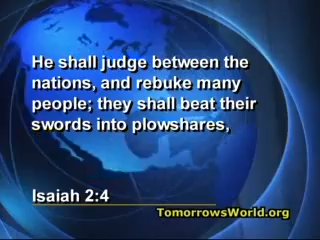 He shall judge between the
nations, and rebuke many
people; they shall beat their
swords into plowshares,
Isaiah 2:4
TomorrowsWorld.org